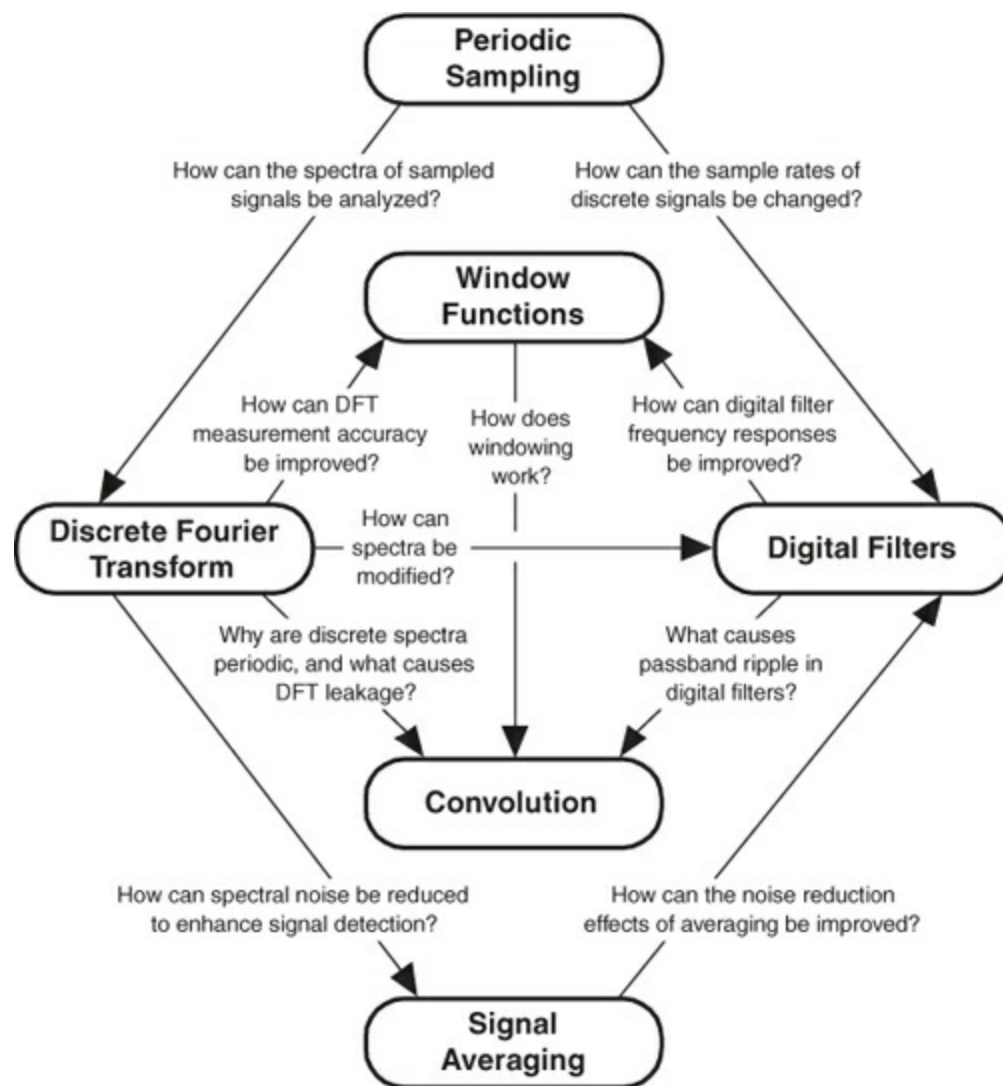 Periodic
Sampling
How can the spectra of sampled
signals be analyzed?
How can the sample rates of
discrete signals be changed?
Window
Functions
How can DFT
measurement accuracy
be improved?
How does
windowing
work?
How can digital filter
frequency responses
be improved?
Discrete Fourier
Transform
How can
spectra be
modified?
Digital Filters
Why are discrete spectra
periodic, and what causes
DFT leakage?
What causes
passband ripple in
digital filters?
Convolution
How can spectral noise be reduced
to enhance signal detection?
How can the noise reduction
effects of averaging be improved?
Signal
Averaging